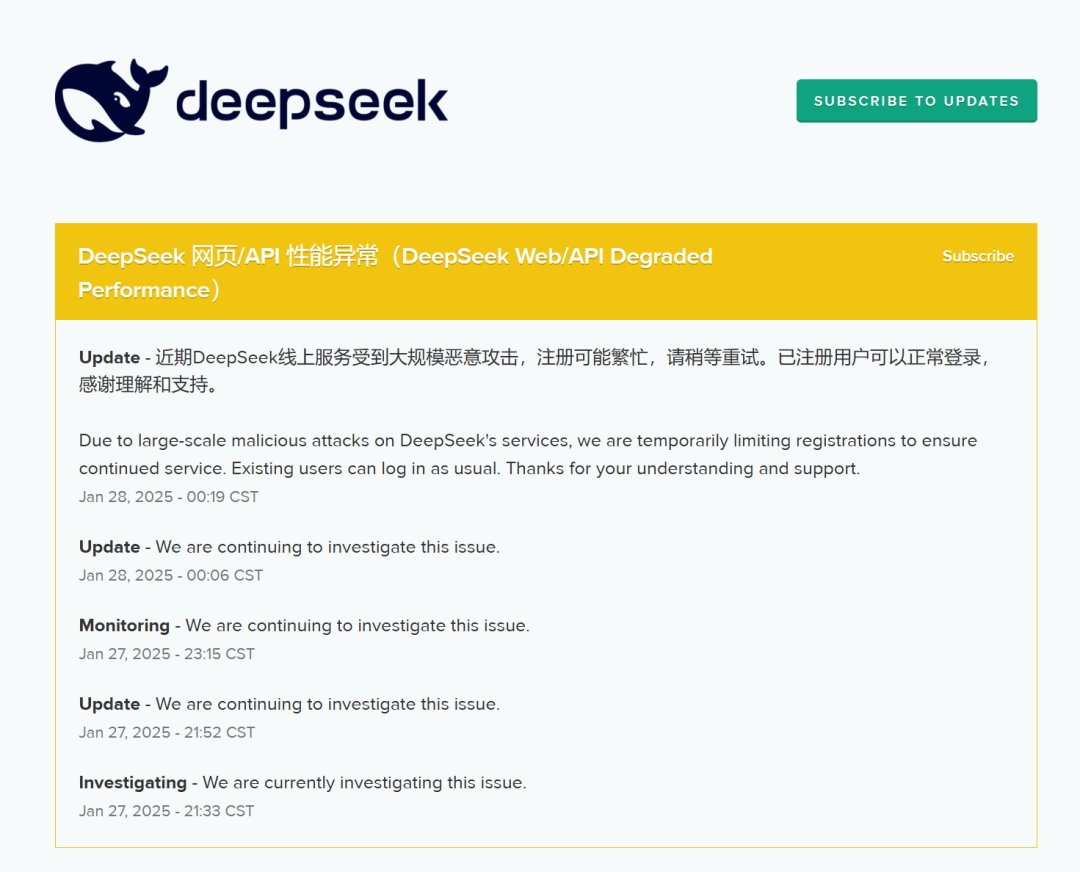 deepseek
SUBSCRIBE TO UPDATES
DeepSeek 网页/API 性能异常（DeepSeek Web/API Degraded
Performance）
Subscribe
Update - 近期DeepSeek线上服务受到大规模恶意攻击，注册可能繁忙，请稍等重试。已注册用户可以正常登录，
感谢理解和支持。
Due to large-scale malicious attacks on DeepSeek's services, we are temporarily limiting registrations to ensure
continued service. Existing users can log in as usual. Thanks for your understanding and support.
Jan 28, 2025 - 00:19 CST
Update - We are continuing to investigate this issue.
Jan 28, 2025 - 00:06 CST
Monitoring - We are continuing to investigate this issue.
Jan 27, 2025 - 23:15 CST
Update - We are continuing to investigate this issue.
Jan 27, 2025 - 21:52 CST
Investigating - We are currently investigating this issue.
Jan 27, 2025 - 21:33 CST